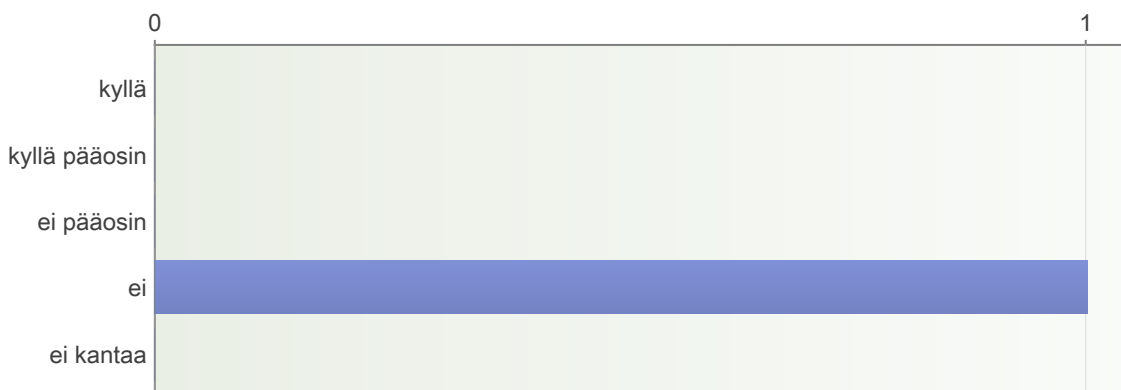 0 1
kyllä
kyllä pääosin
ei pääosin
ei
ei kantaa